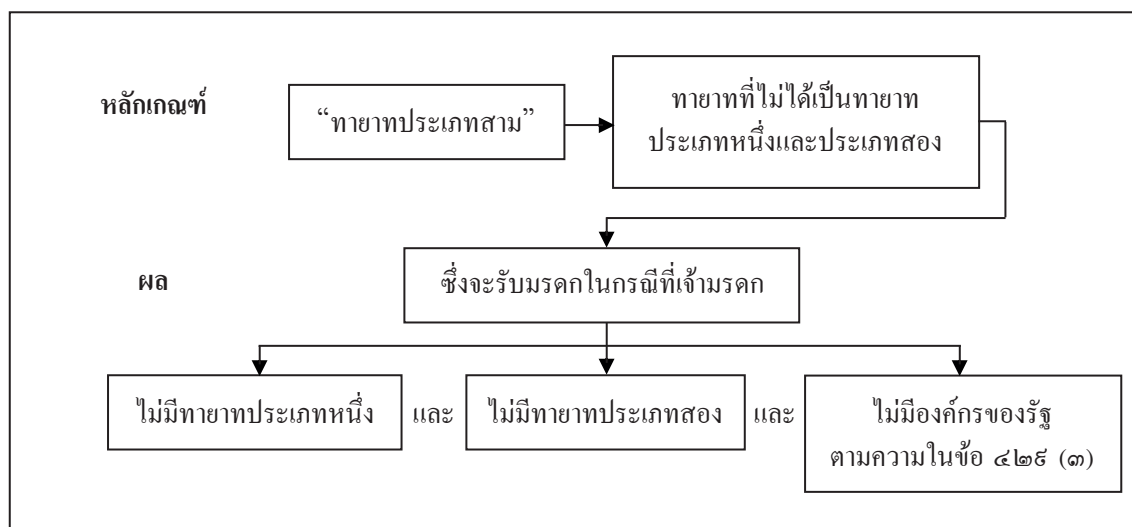 หลักเกณฑ์
“ทายาทประเภทสาม”
ทายาทที่ไม่ได้เป็นทายาท
ประเภทหนึ่งและประเภทสอง
ผล
ซึ่งจะรับมรดกในกรณีที่เจ้ามรดก
ไม่มีทายาทประเภทหนึ่ง และ ไม่มีทายาทประเภทสอง และ ไม่มีองค์กรของรัฐ
ตามความในข้อ ๔๒๙ (๓)